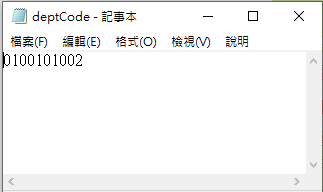 deptCode - 記事本
檔案(F) 編輯(E) 格式(O) 檢視(V) 說明
0100101002